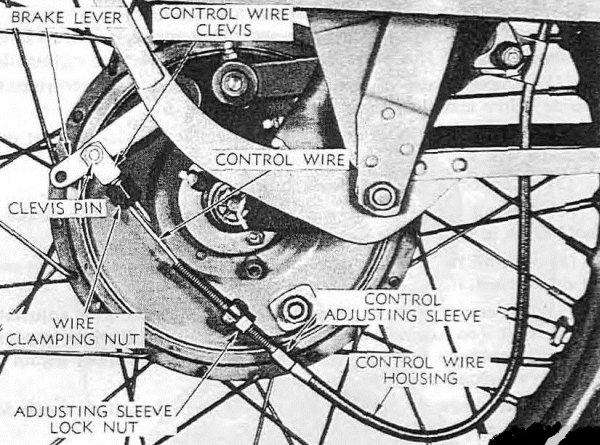 BRAKE LEVER
CONTROL WIRE
CLEVIS
CONTROL WIRE
CLEVIS PIN
WIRE
CLAMPING NUT
CONTROL
ADJUSTING SLEEVE
CONTROL WIRE
HOUSING
ADJUSTING SLEEVE
LOCK NUT